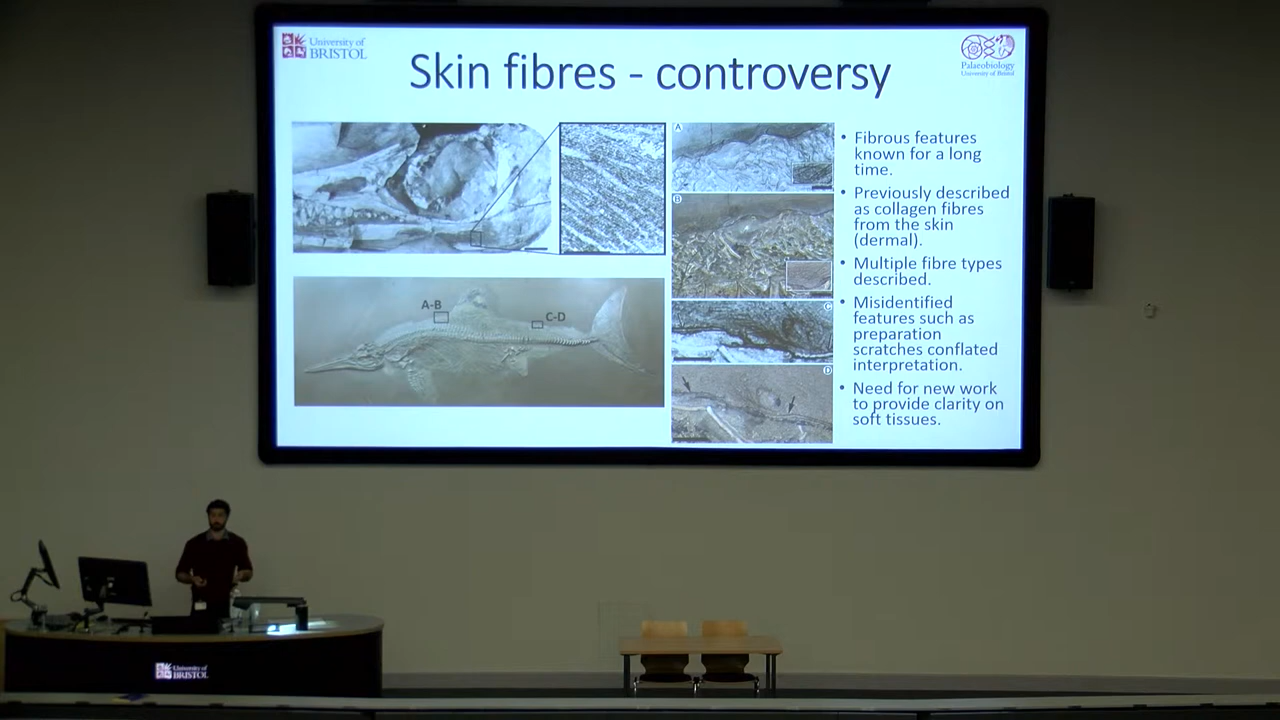 University of
BRISTOL
Palaeobiology
University of Bristol
Skin fibres - controversy
A
B
C
D
A-B
C-D
• Fibrous features
known for a long
time.
• Previously described
as collagen fibres
from the skin
(dermal).
• Multiple fibre types
described.
• Misidentified
features such as
preparation
scratches conflated
interpretation.
• Need for new work
to provide clarity on
soft tissues.
University of
BRISTOL